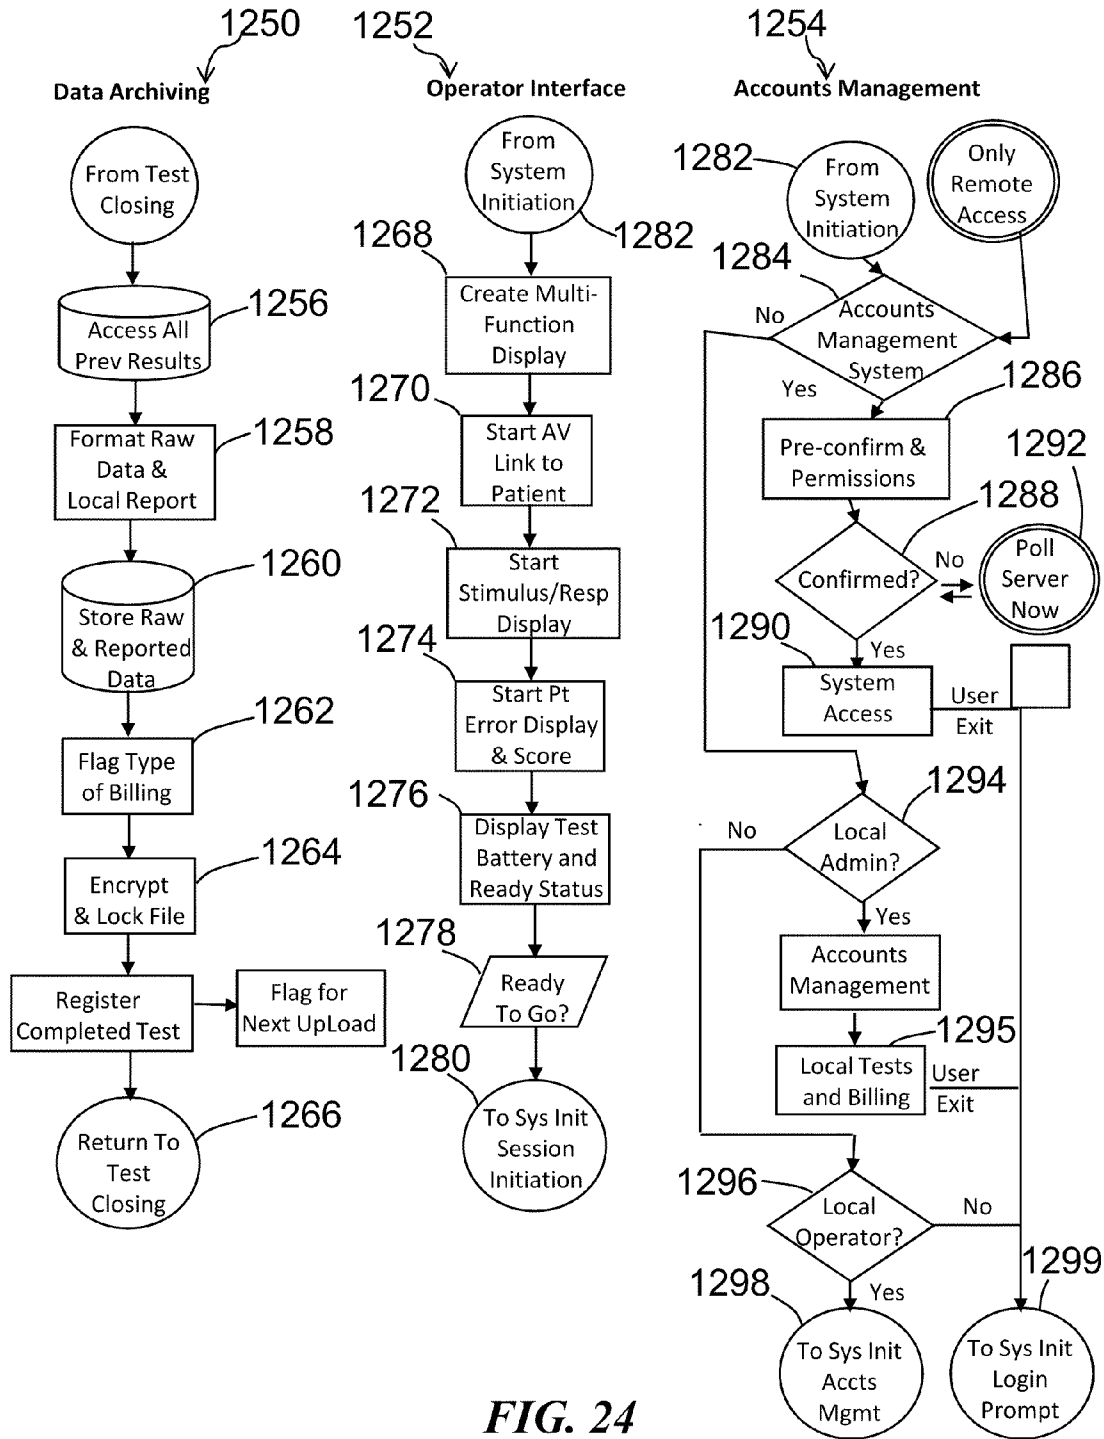 1250
Data Archiving
From Test
Closing
1256
Access All
Prev Results
1258
Format Raw
Data &
Local Report
1260
Store Raw
& Reported
Data
1262
Flag Type
of Billing
1264
Encrypt
& Lock File
Register
Completed Test
Flag for
Next UpLoad
1266
Return To
Test
Closing
1252
Operator Interface
From
System
Initiation
1282
1268
Create Multi-
Function
Display
1270
Start AV
Link to
Patient
1272
Start
Stimulus/Resp
Display
1274
Start Pt
Error Display
& Score
1276
Display Test
Battery and
Ready Status
1278
Ready
To Go?
1280
To Sys Init
Session
Initiation
1254
Accounts Management
1282
From
System
Initiation
Only
Remote
Access
1284
No
Accounts
Management
System
Yes
1286
Pre-confirm &
Permissions
1292
1288
Confirmed?
No
Poll
Server
Now
1290
Yes
System
Access
User
Exit
1294
No
Local
Admin?
Yes
Accounts
Management
1295
Local Tests
and Billing
User
Exit
1296
Local
Operator?
No
1298
Yes
1299
To Sys Init
Accts
Mgmt
To Sys Init
Login
Prompt
FIG. 24